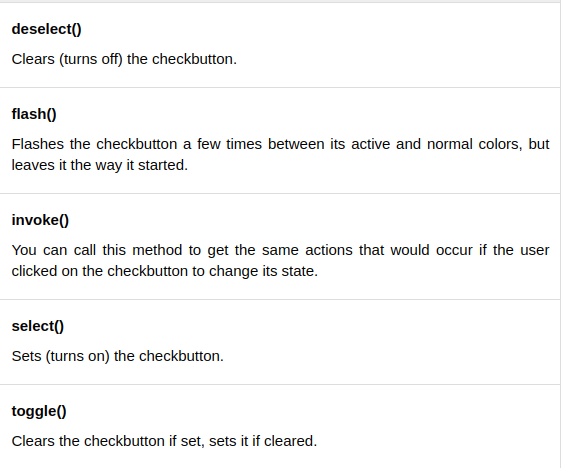 deselect()
Clears (turns off) the checkbutton.
flash()
Flashes the checkbutton a few times between its active and normal colors, but
leaves it the way it started.
invoke()
You can call this method to get the same actions that would occur if the user
clicked on the checkbutton to change its state.
select()
Sets (turns on) the checkbutton.
toggle()
Clears the checkbutton if set, sets it if cleared.